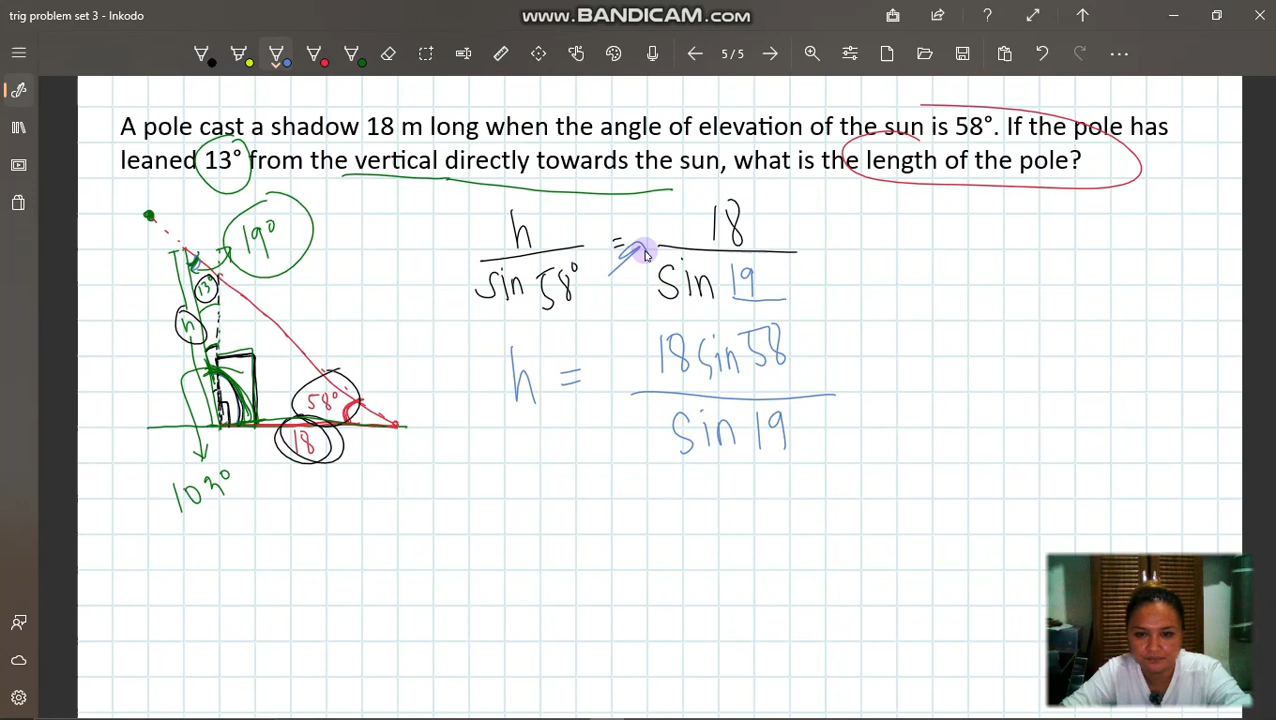 trig problem set 3 - Inkodo
www.BANDICAM.com
5/5
A pole cast a shadow 18 m long when the angle of elevation of the sun is 58°. If the pole has
leaned 13° from the vertical directly towards the sun, what is the length of the pole?
19°
13°
h
58°
18
103°
h = 18
sin 58° Sin 19
h = 18 sin 58
Sin 19